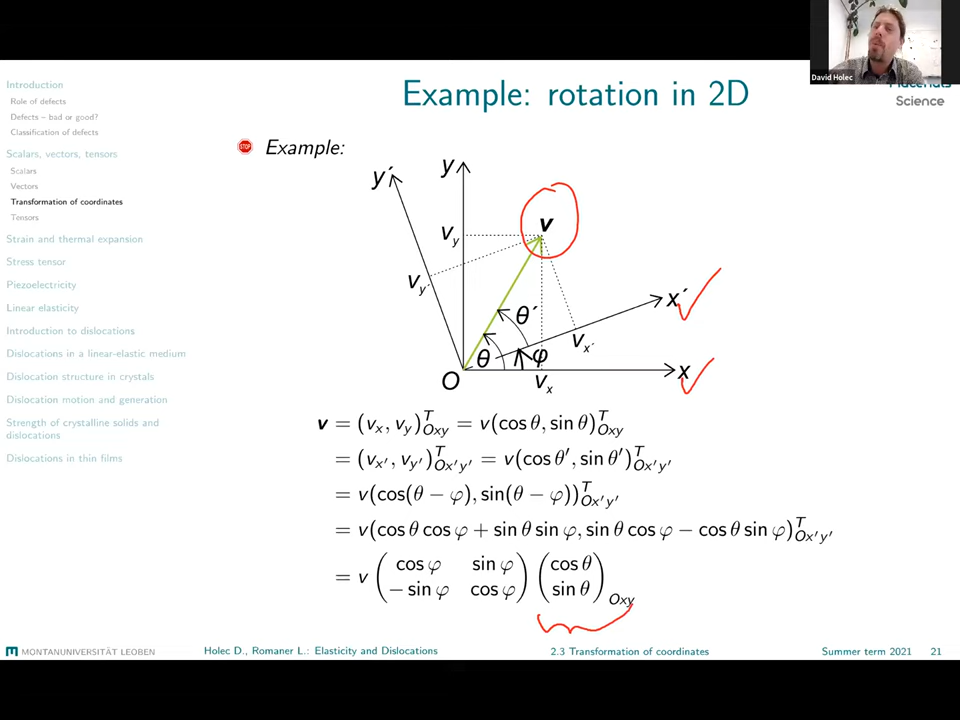 David Holec
Materials
Science
Introduction
Role of defects
Defects – bad or good?
Classification of defects
Scalars, vectors, tensors
Scalars
Vectors
Transformation of coordinates
Tensors
Strain and thermal expansion
Stress tensor
Piezoelectricity
Linear elasticity
Introduction to dislocations
Dislocations in a linear-elastic medium
Dislocation structure in crystals
Dislocation motion and generation
Strength of crystalline solids and
dislocations
Dislocations in thin films
Example: rotation in 2D
STOP
Example:
y′
y
v
v_y
v_y′
x′
θ′
v_x′
θ
φ
x
O
v_x
v = (v_x, v_y)^T_Oxy = v(cos θ, sin θ)^T_Oxy
= (v_x′, v_y′)^T_Ox′y′ = v(cos θ′, sin θ′)^T_Ox′y′
= v(cos(θ − φ), sin(θ − φ))^T_Ox′y′
= v(cos θ cos φ + sin θ sin φ, sin θ cos φ − cos θ sin φ)^T_Ox′y′
= v ( cos φ sin φ ) ( cos θ )
( − sin φ cos φ ) ( sin θ )_Oxy
MONTANUNIVERSITÄT LEOBEN
Holec D., Romaner L.: Elasticity and Dislocations
2.3 Transformation of coordinates
Summer term 2021 21